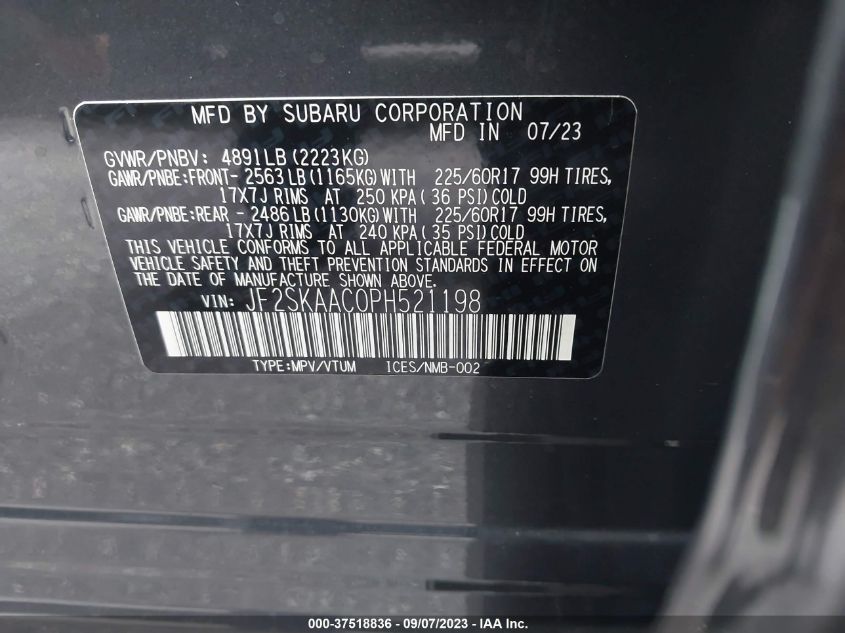 MFD BY SUBARU CORPORATION
MFD IN 07/23
GVWR/PNBV: 4891LB(2223KG)
GAWR/PNBE:FRONT- 2563LB(1165KG)WITH 225/60R17 99H TIRES,
17X7J RIMS AT 250 KPA( 36 PSI)COLD
GAWR/PNBE:REAR - 2486LB(1130KG)WITH 225/60R17 99H TIRES,
17X7J RIMS AT 240 KPA( 35 PSI)COLD
THIS VEHICLE CONFORMS TO ALL APPLICABLE FEDERAL MOTOR
VEHICLE SAFETY AND THEFT PREVENTION STANDARDS IN EFFECT ON
THE DATE OF MANUFACTURE SHOWN ABOVE.
VIN: JF2SKAAC0PH521198
TYPE:MPV/VTUM ICES/NMB-002
000-37518836 - 09/07/2023 - IAA Inc.